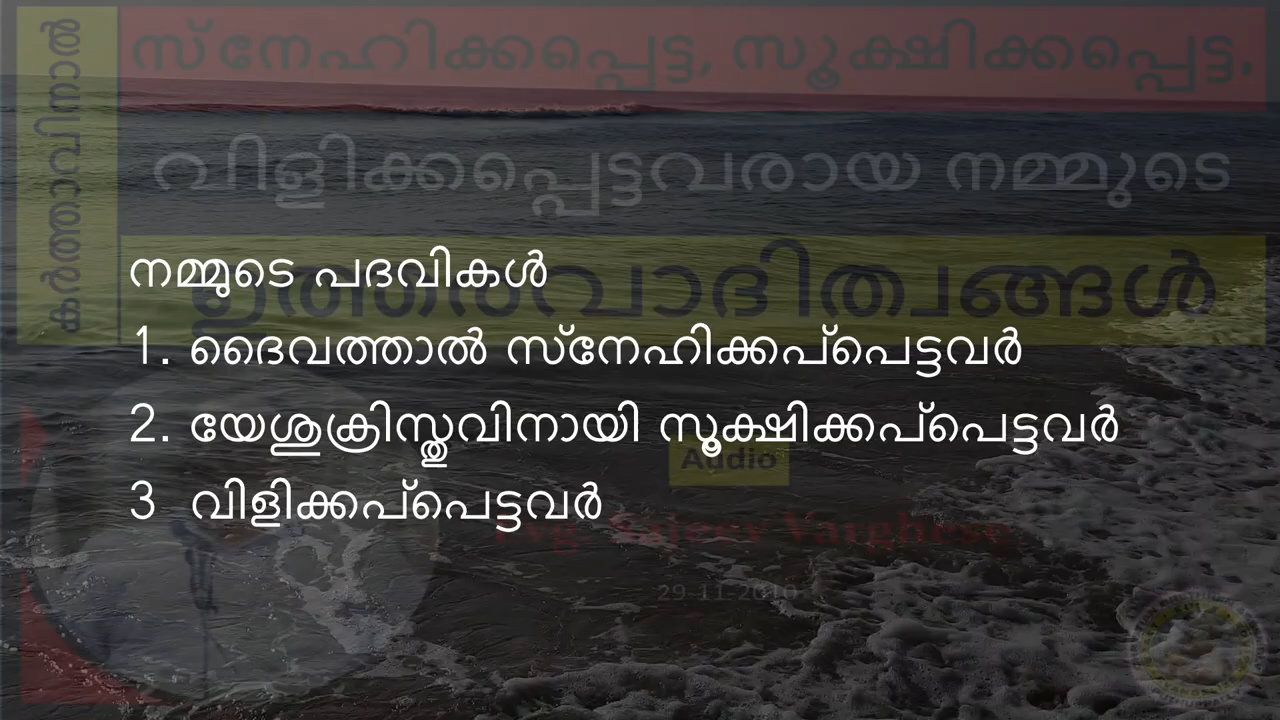 കർത്താവിനാൽ
സ്നേഹിക്കപ്പെട്ട, സൂക്ഷിക്കപ്പെട്ട,
വിളിക്കപ്പെട്ടവരായ നമ്മുടെ
ഉത്തരവാദിത്വങ്ങൾ
നമ്മുടെ പദവികൾ
1. ദൈവത്താൽ സ്‌നേഹിക്കപ്‌പെട്ടവർ
2. യേശുക്രിസ്തുവിനായി സൂക്ഷിക്കപ്‌പെട്ടവർ
Audio
3 വിളിക്കപ്‌പെട്ടവർ
Evg. Sajeev Varghese
29-11-2010